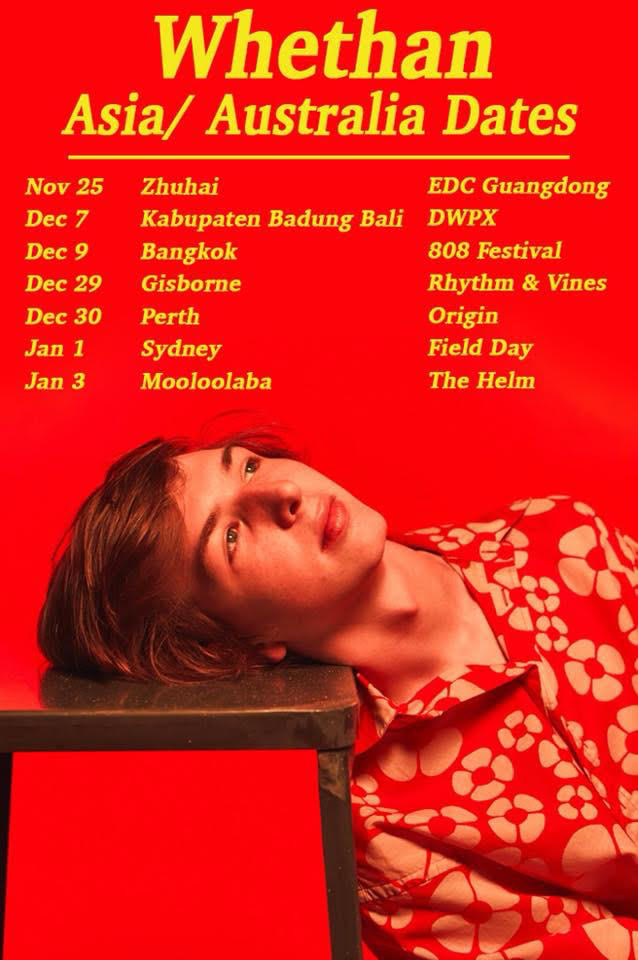 Whethan
Asia/ Australia Dates
Nov 25 Zhuhai EDC Guangdong
Dec 7 Kabupaten Badung Bali DWPX
Dec 9 Bangkok 808 Festival
Dec 29 Gisborne Rhythm & Vines
Dec 30 Perth Origin
Jan 1 Sydney Field Day
Jan 3 Mooloolaba The Helm